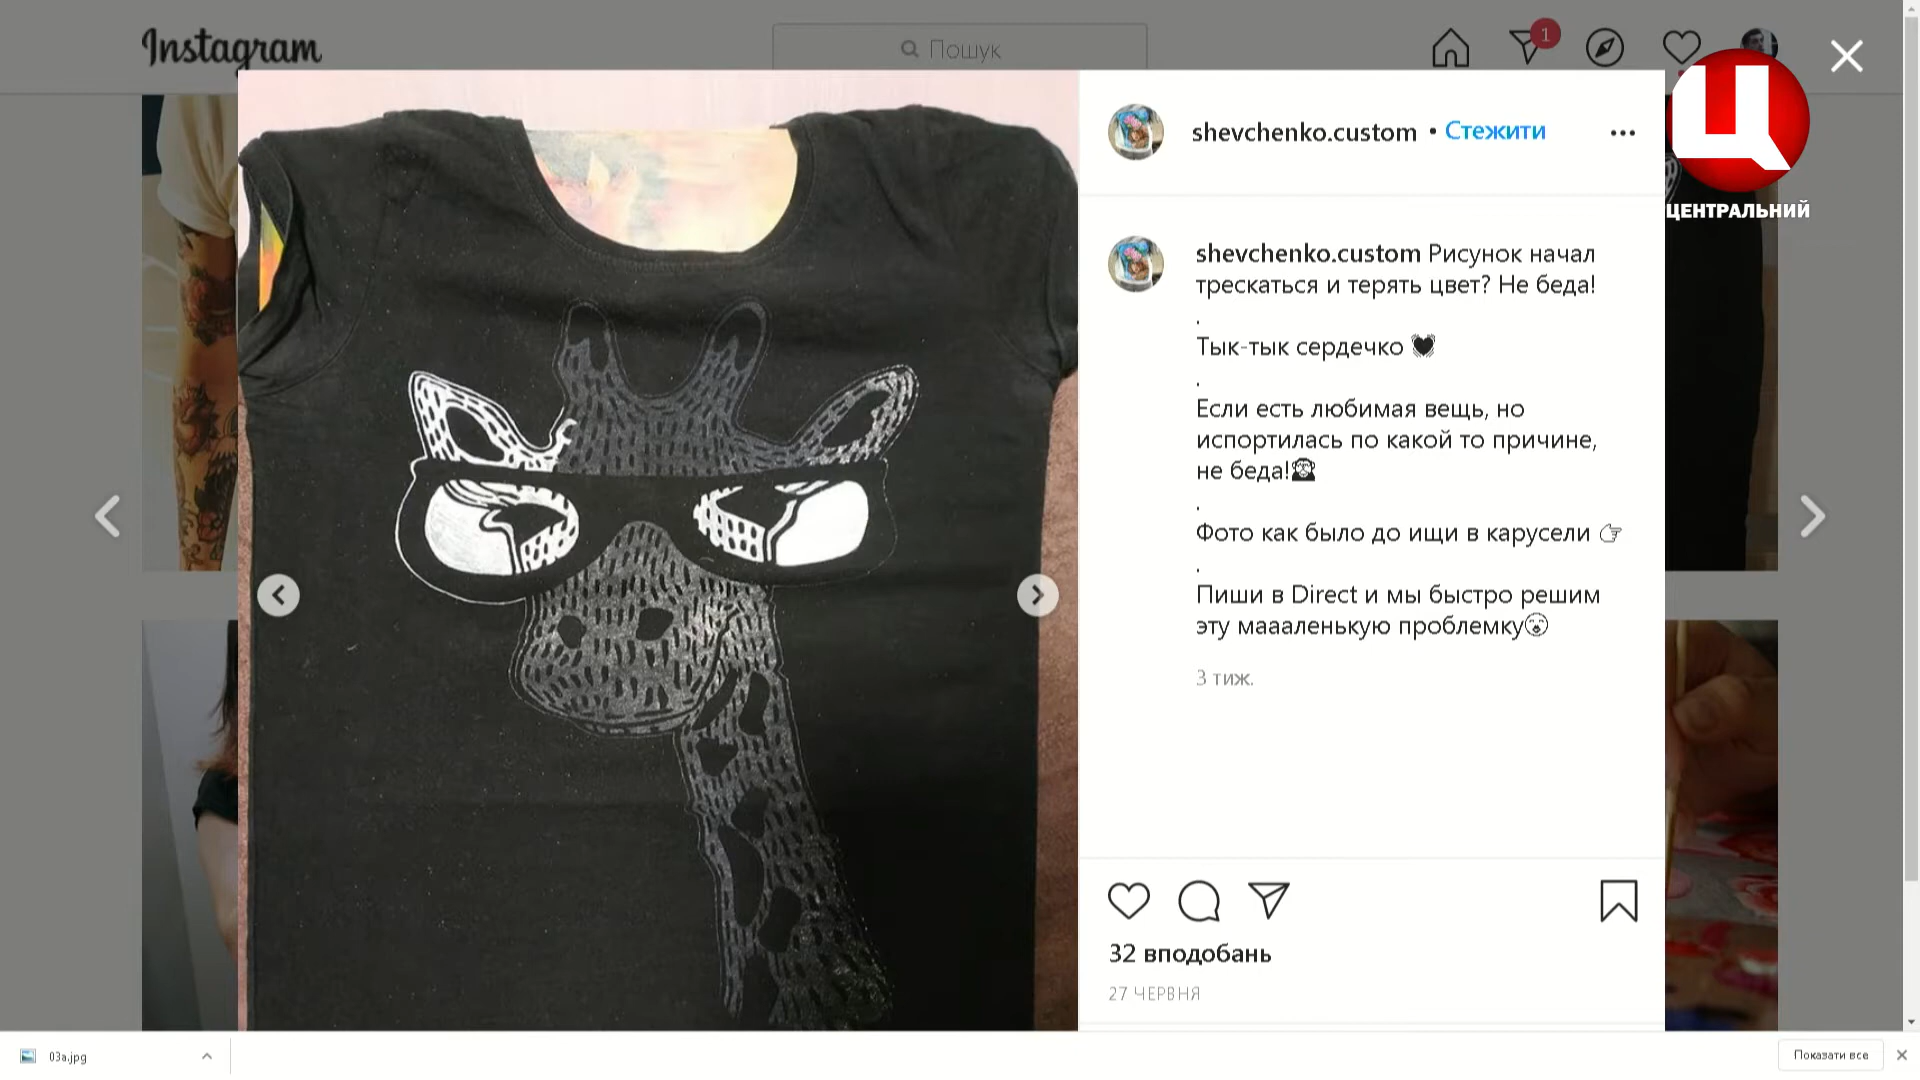 Instagram
Пошук
1
ЦЕНТРАЛЬНИЙ
shevchenko.custom • Стежити
shevchenko.custom Рисунок начал
трескаться и терять цвет? Не беда!
.
Тык-тык сердечко 💓
.
Если есть любимая вещь, но
испортилась по какой то причине,
не беда!🙈
.
Фото как было до ищи в карусели 👉
.
Пиши в Direct и мы быстро решим
эту маааленькую проблемку😘
3 тиж.
32 вподобань
27 ЧЕРВНЯ
03a.jpg
Показати все